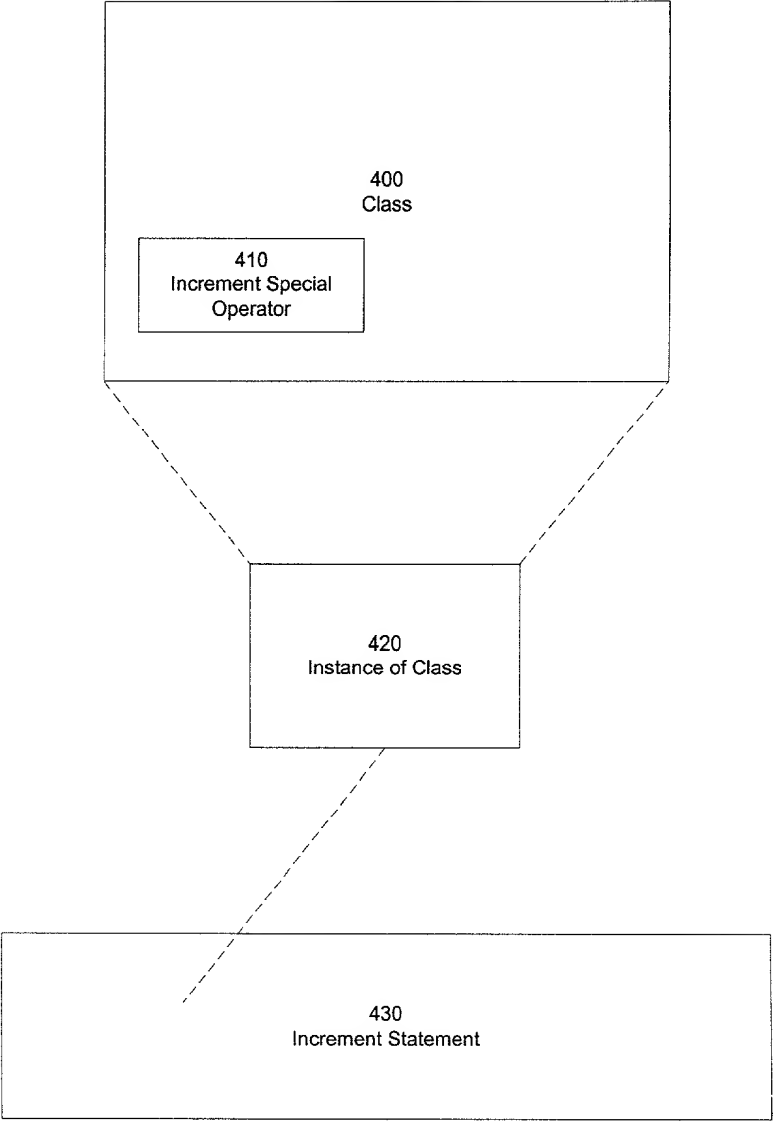 400
Class
410
Increment Special
Operator
420
Instance of Class
430
Increment Statement